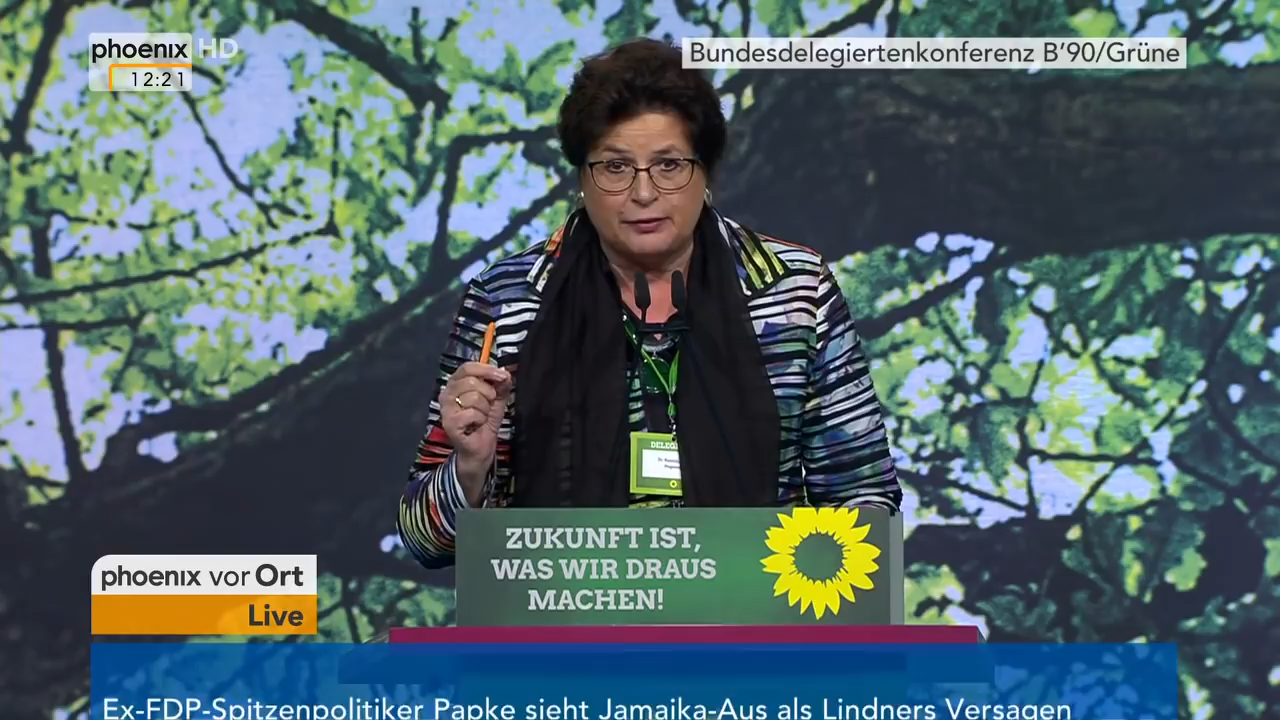 phoenix HD
12:21
Bundesdelegiertenkonferenz B'90/Grüne
ZUKUNFT IST,
WAS WIR DRAUS
MACHEN!
phoenix vor Ort
Live
Ex-FDP-Spitzenpolitiker Papke sieht Jamaika-Aus als Lindners Versagen